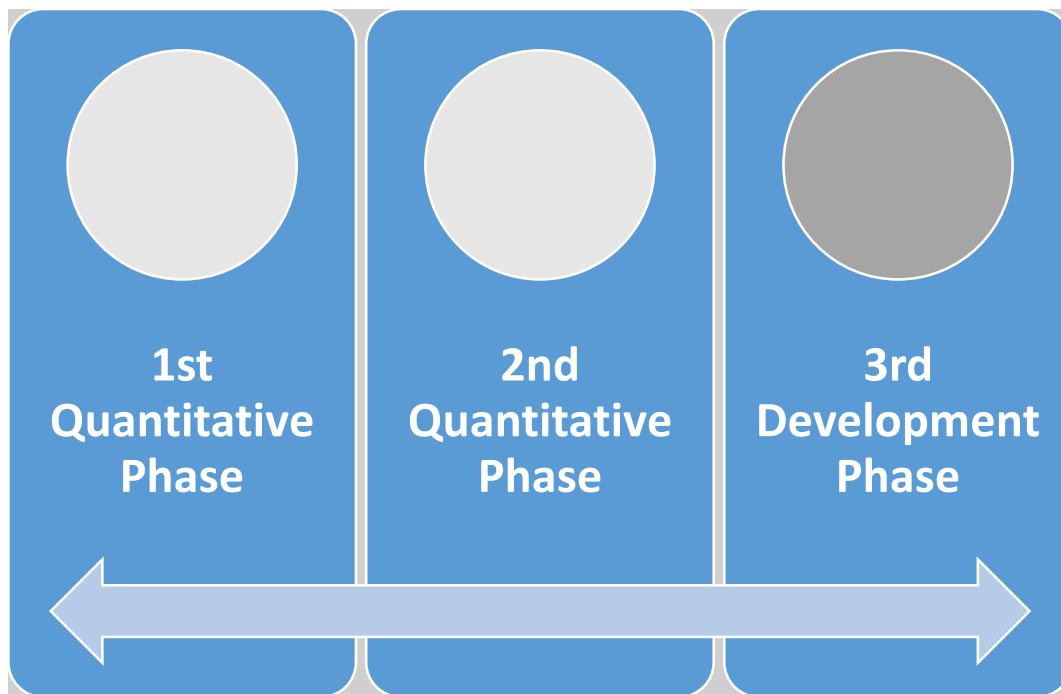 1st
Quantitative
Phase
2nd
Quantitative
Phase
3rd
Development
Phase